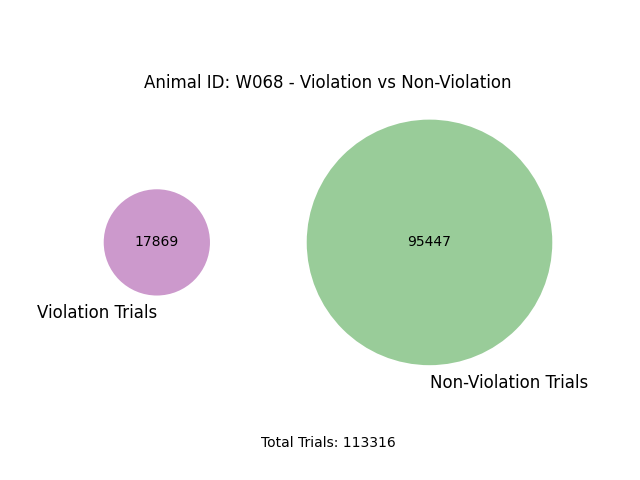 Animal ID: W068 - Violation vs Non-Violation
17869
95447
Violation Trials
Non-Violation Trials
Total Trials: 113316